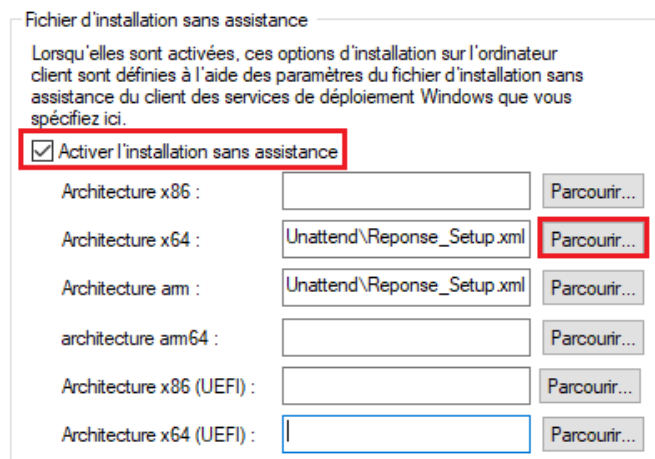 Fichier d'installation sans assistance
Lorsqu'elles sont activées, ces options d'installation sur l'ordinateur
client sont définies à l'aide des paramètres du fichier d'installation sans
assistance du client des services de déploiement Windows que vous
spécifiez ici.
Activer l'installation sans assistance
Architecture x86 : Parcourir...
Architecture x64 : Unattend\Reponse_Setup.xml Parcourir...
Architecture arm : Unattend\Reponse_Setup.xml Parcourir...
architecture arm64 : Parcourir...
Architecture x86 (UEFI) : Parcourir...
Architecture x64 (UEFI) : Parcourir...